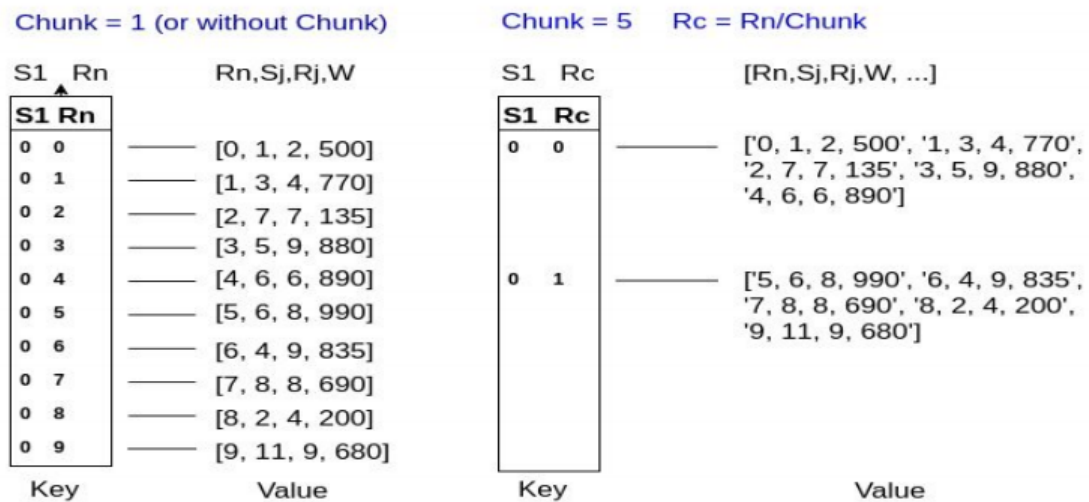 Chunk = 1 (or without Chunk)
S1 Rn Rn,Sj,Rj,W
S1 Rn
0 0 [0, 1, 2, 500]
0 1 [1, 3, 4, 770]
0 2 [2, 7, 7, 135]
0 3 [3, 5, 9, 880]
0 4 [4, 6, 6, 890]
0 5 [5, 6, 8, 990]
0 6 [6, 4, 9, 835]
0 7 [7, 8, 8, 690]
0 8 [8, 2, 4, 200]
0 9 [9, 11, 9, 680]
Key Value
Chunk = 5 Rc = Rn/Chunk
S1 Rc [Rn,Sj,Rj,W, ...]
S1 Rc
0 0 ['0, 1, 2, 500', '1, 3, 4, 770',
'2, 7, 7, 135', '3, 5, 9, 880',
'4, 6, 6, 890']
0 1 ['5, 6, 8, 990', '6, 4, 9, 835',
'7, 8, 8, 690', '8, 2, 4, 200',
'9, 11, 9, 680']
Key Value